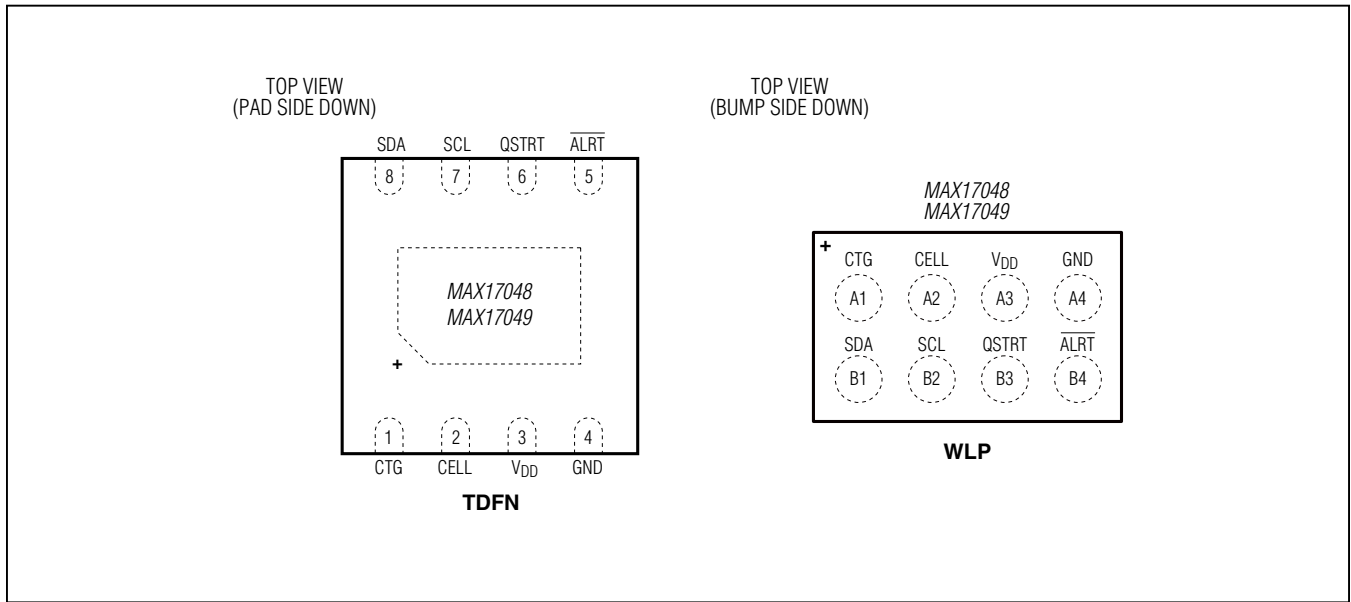 TOP VIEW
(PAD SIDE DOWN)
SDA SCL QSTRT ALRT
8 7 6 5
MAX17048
MAX17049
+
1 2 3 4
CTG CELL VDD GND
TDFN
TOP VIEW
(BUMP SIDE DOWN)
MAX17048
MAX17049
+
CTG CELL VDD GND
A1 A2 A3 A4
SDA SCL QSTRT ALRT
B1 B2 B3 B4
WLP